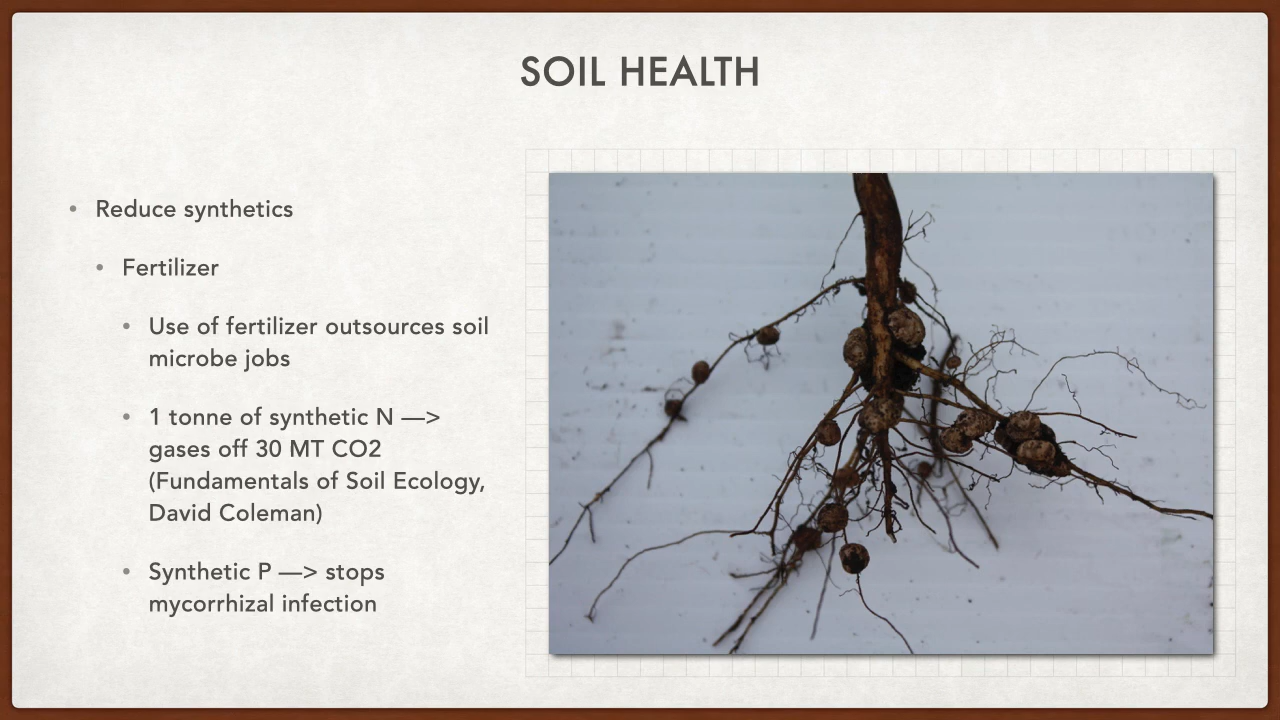 SOIL HEALTH
• Reduce synthetics
• Fertilizer
• Use of fertilizer outsources soil
microbe jobs
• 1 tonne of synthetic N —>
gases off 30 MT CO2
(Fundamentals of Soil Ecology,
David Coleman)
• Synthetic P —> stops
mycorrhizal infection